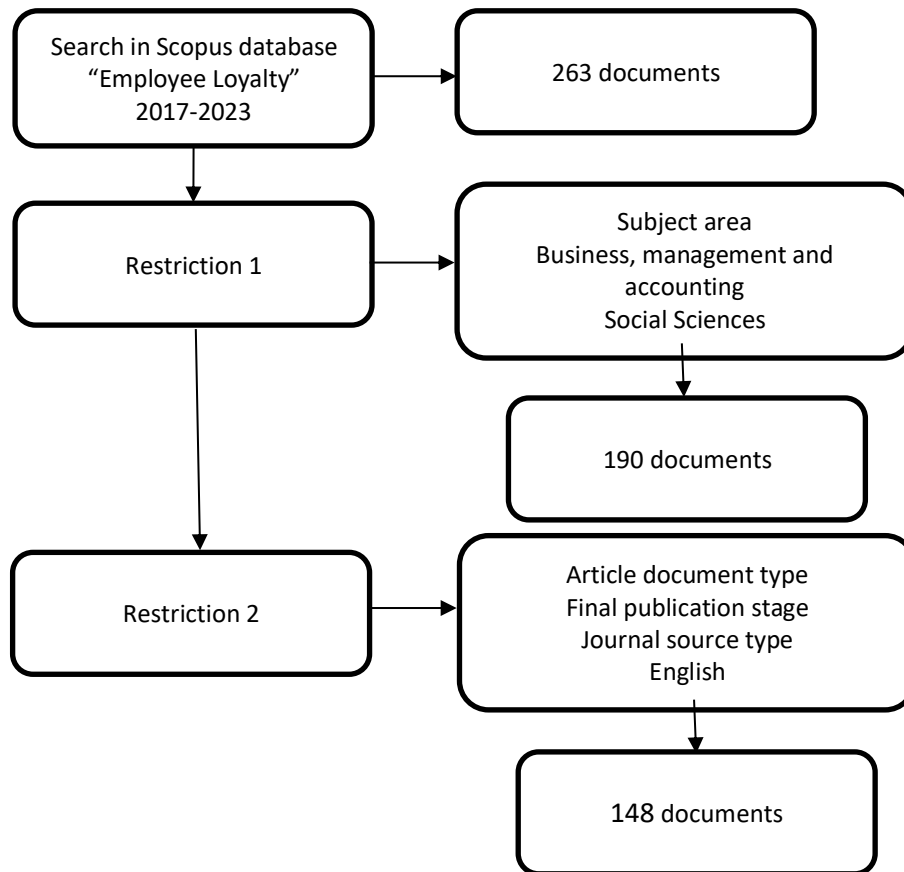 Search in Scopus database
“Employee Loyalty”
2017-2023
263 documents
Restriction 1
Subject area
Business, management and
accounting
Social Sciences
190 documents
Restriction 2
Article document type
Final publication stage
Journal source type
English
148 documents